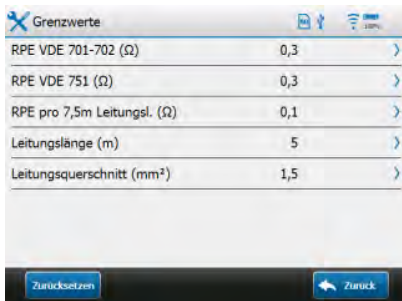 Grenzwerte
100%
RPE VDE 701-702 (Ω) 0,3
RPE VDE 751 (Ω) 0,3
RPE pro 7,5m Leitungsl. (Ω) 0,1
Leitungslänge (m) 5
Leitungsquerschnitt (mm²) 1,5
Zurücksetzen
Zurück